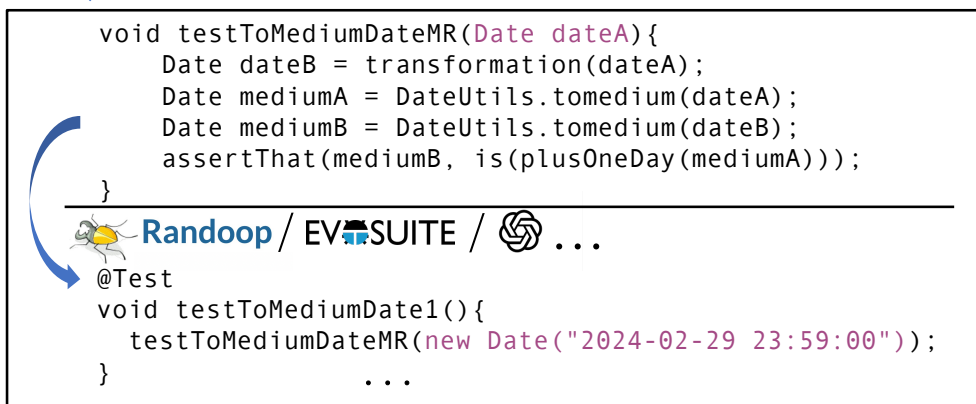 void testToMediumDateMR(Date dateA){
Date dateB = transformation(dateA);
Date mediumA = DateUtils.tomedium(dateA);
Date mediumB = DateUtils.tomedium(dateB);
assertThat(mediumB, is(plusOneDay(mediumA)));
}
Randoop / EVOSUITE / ...
@Test
void testToMediumDate1(){
testToMediumDateMR(new Date("2024-02-29 23:59:00"));
} ...